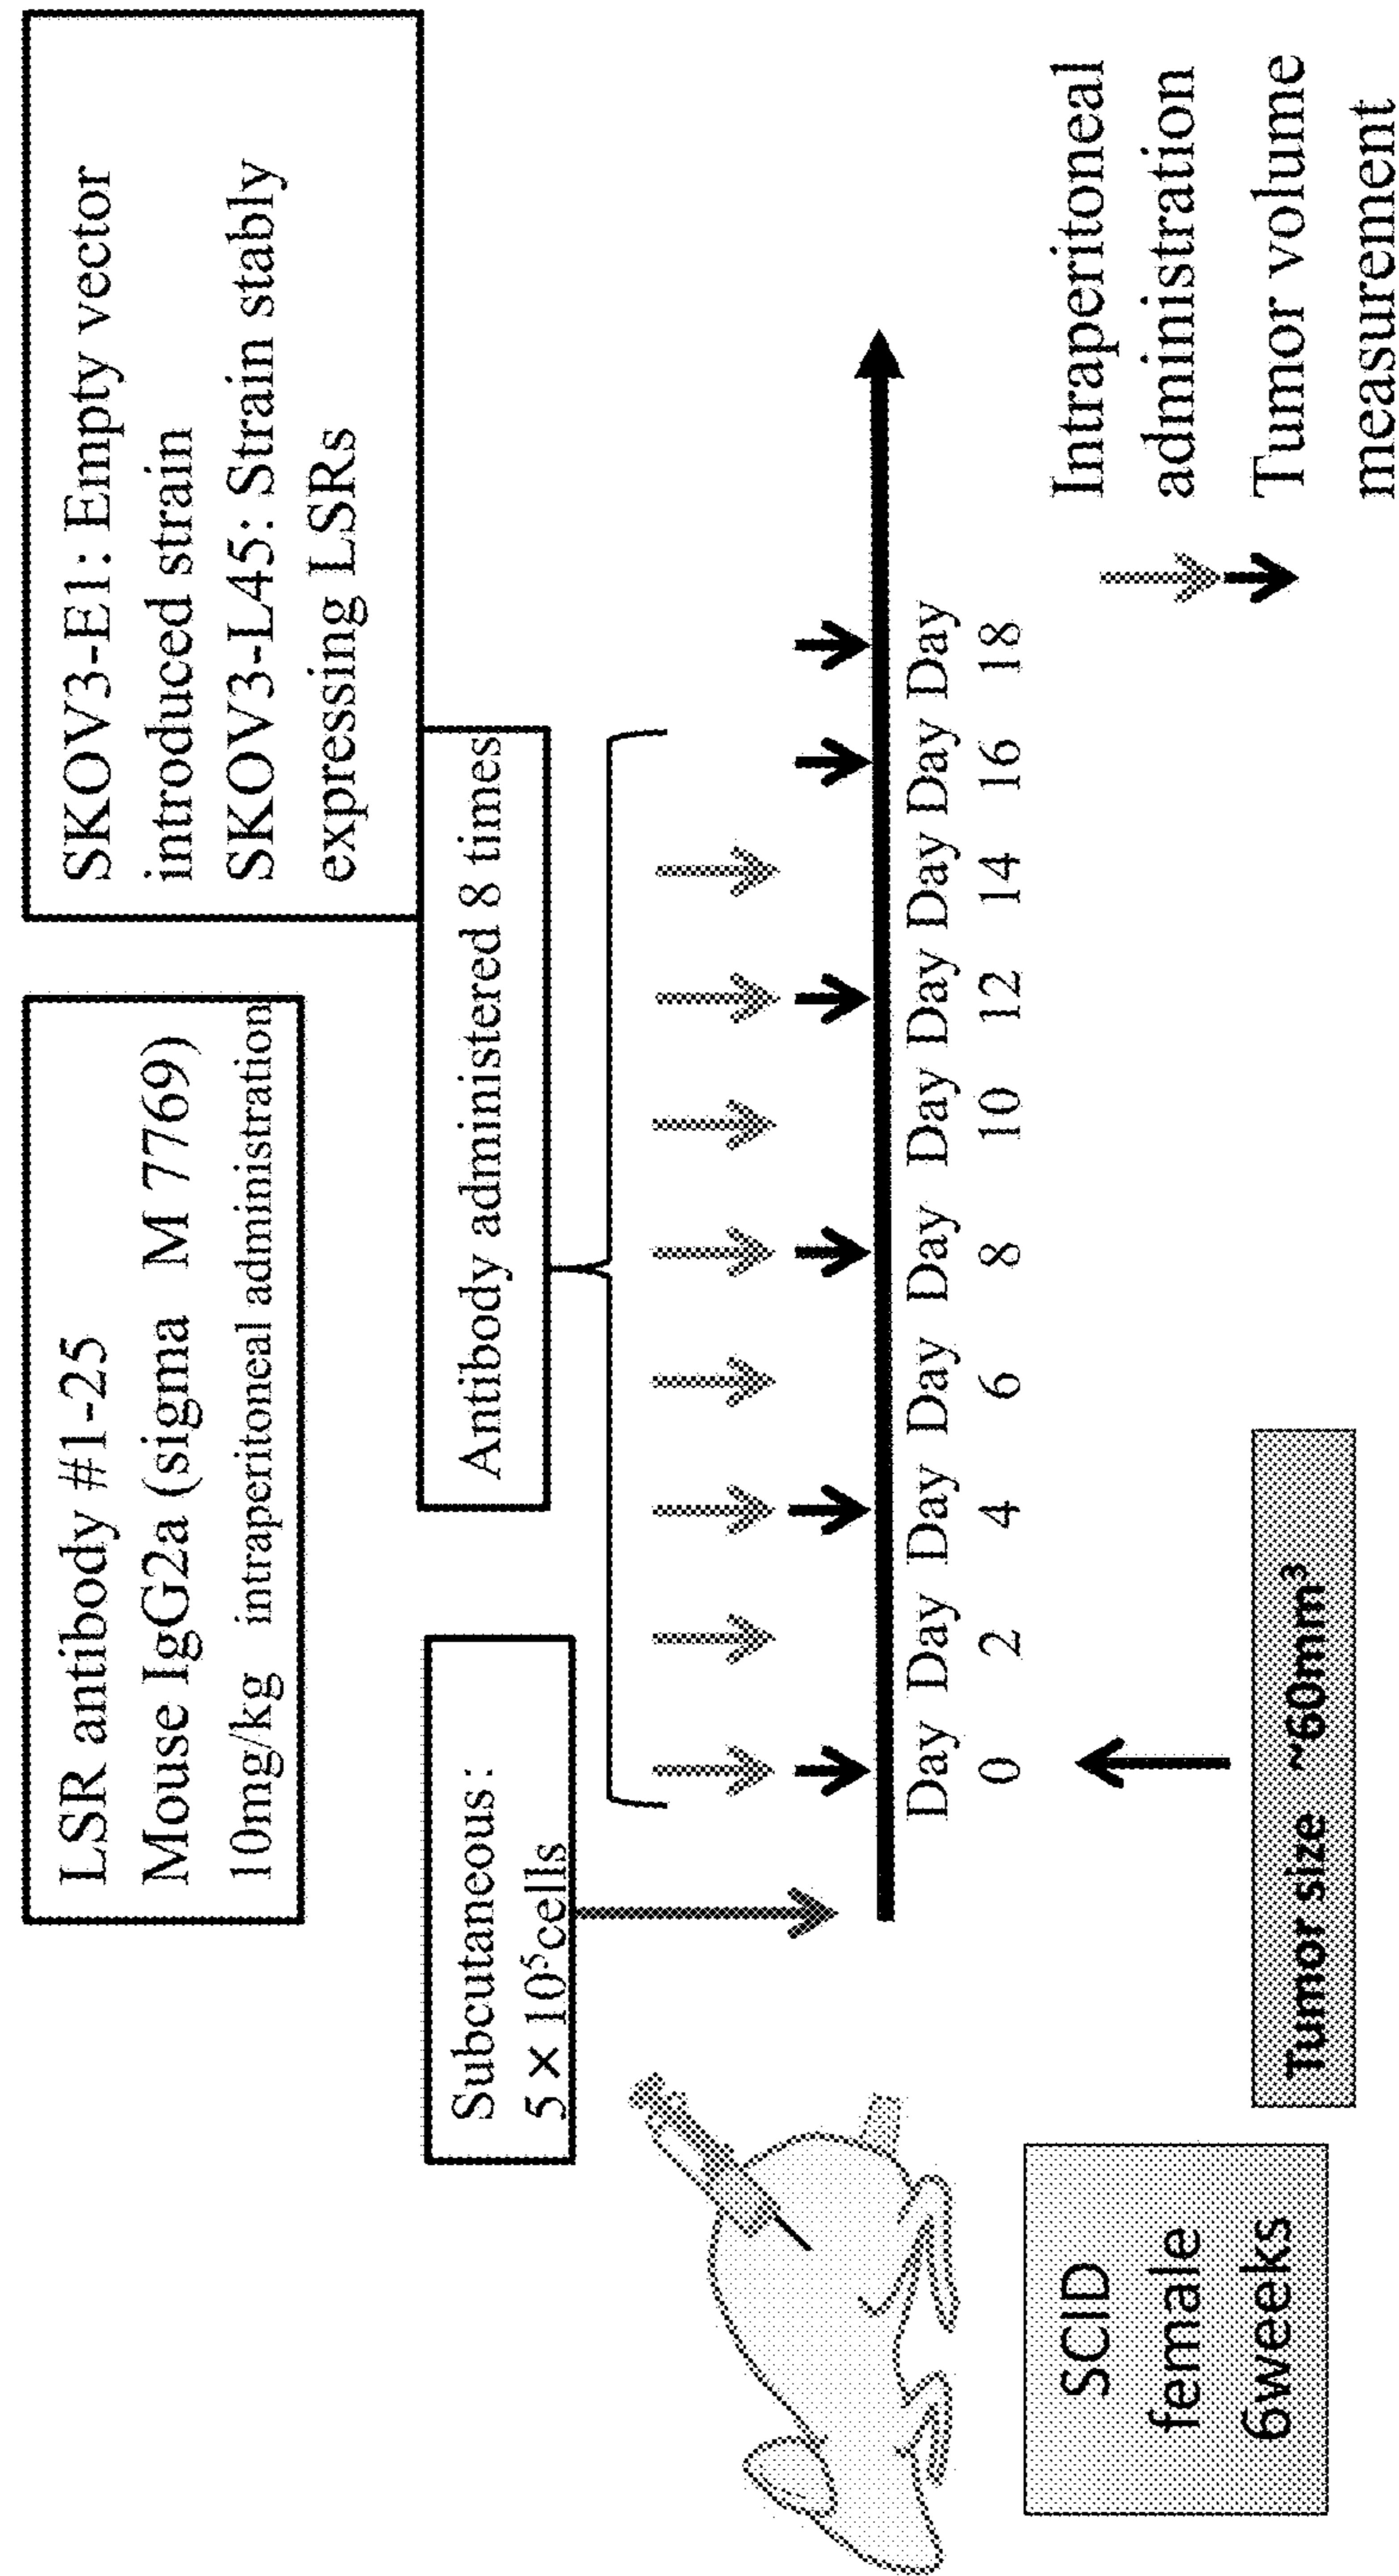 LSR antibody #1-25
Mouse IgG2a (sigma M 7769)
10mg/kg intraperitoneal administration
SKOV3-E1: Empty vector
introduced strain
SKOV3-L45: Strain stably
expressing LSRs
Subcutaneous:
5 × 10⁵cells
Antibody administered 8 times
Day Day Day Day Day Day Day Day Day Day
0 2 4 6 8 10 12 14 16 18
SCID
female
6weeks
Tumor size ~60mm³
Intraperitoneal
administration
Tumor volume
measurement